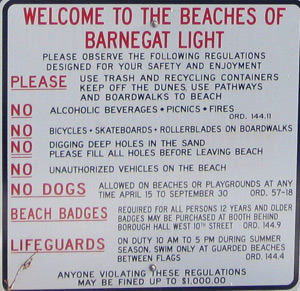 WELCOME TO THE BEACHES OF
BARNEGAT LIGHT
PLEASE OBSERVE THE FOLLOWING REGULATIONS
DESIGNED FOR YOUR SAFETY AND ENJOYMENT
PLEASE USE TRASH AND RECYCLING CONTAINERS
KEEP OFF THE DUNES, USE PATHWAYS
AND BOARDWALKS TO BEACH
NO ALCOHOLIC BEVERAGES • PICNICS • FIRES
ORD. 144.11
NO BICYCLES • SKATEBOARDS • ROLLERBLADES ON BOARDWALKS
NO DIGGING DEEP HOLES IN THE SAND
PLEASE FILL ALL HOLES BEFORE LEAVING BEACH
NO UNAUTHORIZED VEHICLES ON THE BEACH
NO DOGS ALLOWED ON BEACHES OR PLAYGROUNDS AT ANY
TIME APRIL 15 TO SEPTEMBER 30 ORD. 57-18
BEACH BADGES REQUIRED FOR ALL PERSONS 12 YEARS AND OLDER
BADGES MAY BE PURCHASED AT BOOTH BEHIND
BOROUGH HALL WEST 10TH STREET ORD. 144.9
LIFEGUARDS ON DUTY 10 AM TO 5 PM DURING SUMMER
SEASON. SWIM ONLY AT GUARDED BEACHES
BETWEEN FLAGS ORD. 144.4
ANYONE VIOLATING THESE REGULATIONS
MAY BE FINED UP TO $1,000.00